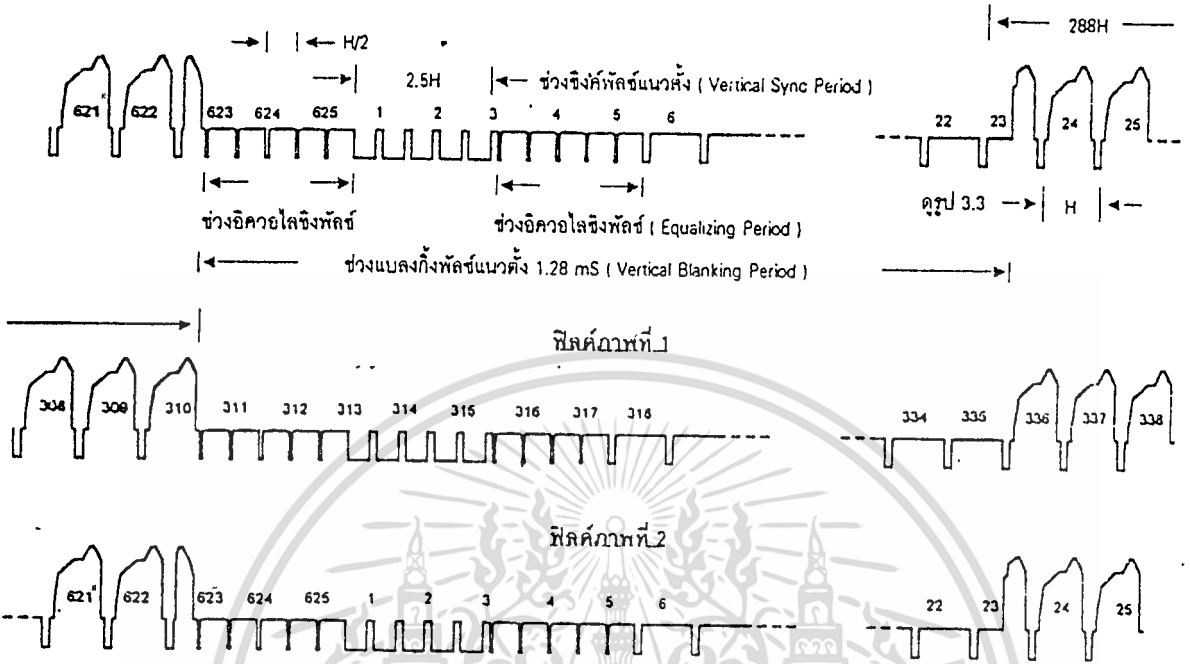 288H
H/2
2.5H
ช่วงซิงค์พัลช์แนวตั้ง ( Vertical Sync Period )
621 622 623 624 625 1 2 3 4 5 6 22 23 24 25
ดูรูป 3.3 H
ช่วงอิควอไลซิงพัลช์ ช่วงอิควอไลซิงพัลช์ ( Equalizing Period )
ช่วงแบลงกิ้งพัลช์แนวตั้ง 1.28 mS ( Vertical Blanking Period )
ฟิลด์ภาพที่ 1
308 309 310 311 312 313 314 315 316 317 318 334 335 336 337 338
ฟิลด์ภาพที่ 2
621 622 623 624 625 1 2 3 4 5 6 22 23 24 25